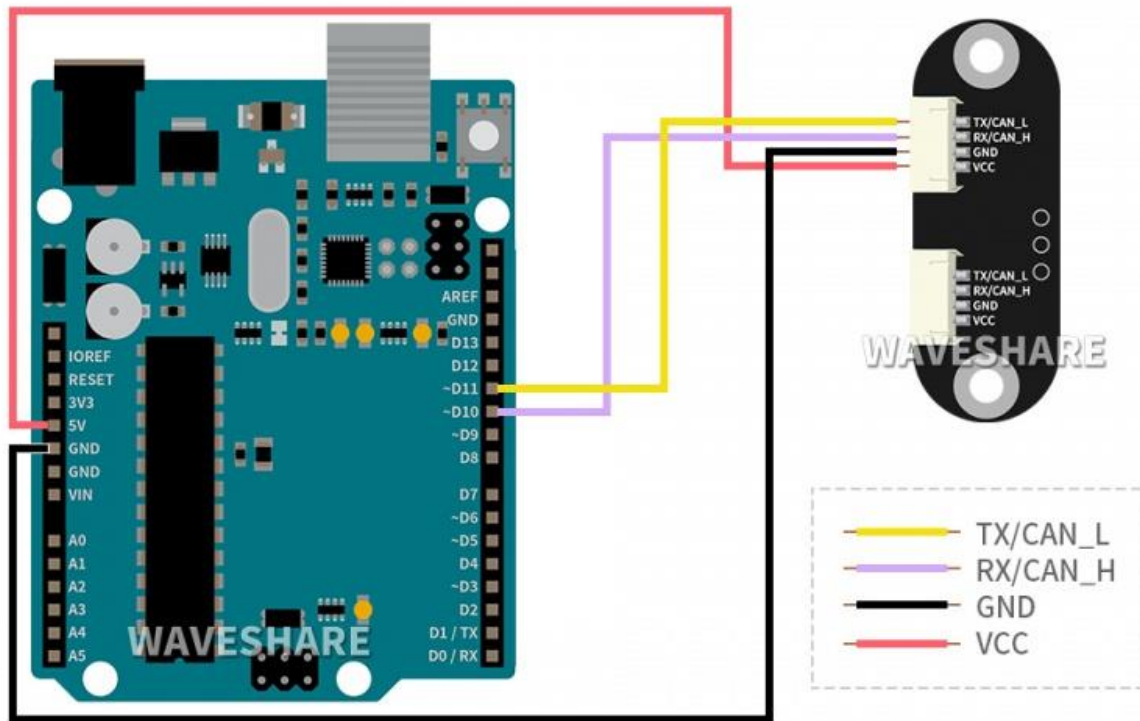 IOREF
RESET
3V3
5V
GND
GND
VIN
A0
A1
A2
A3
A4
A5
AREF
GND
D13
D12
~D11
~D10
~D9
D8
D7
~D6
~D5
D4
~D3
D2
D1 / TX
D0 / RX
WAVESHARE
TX/CAN_L
RX/CAN_H
GND
VCC
TX/CAN_L
RX/CAN_H
GND
VCC
WAVESHARE
TX/CAN_L
RX/CAN_H
GND
VCC